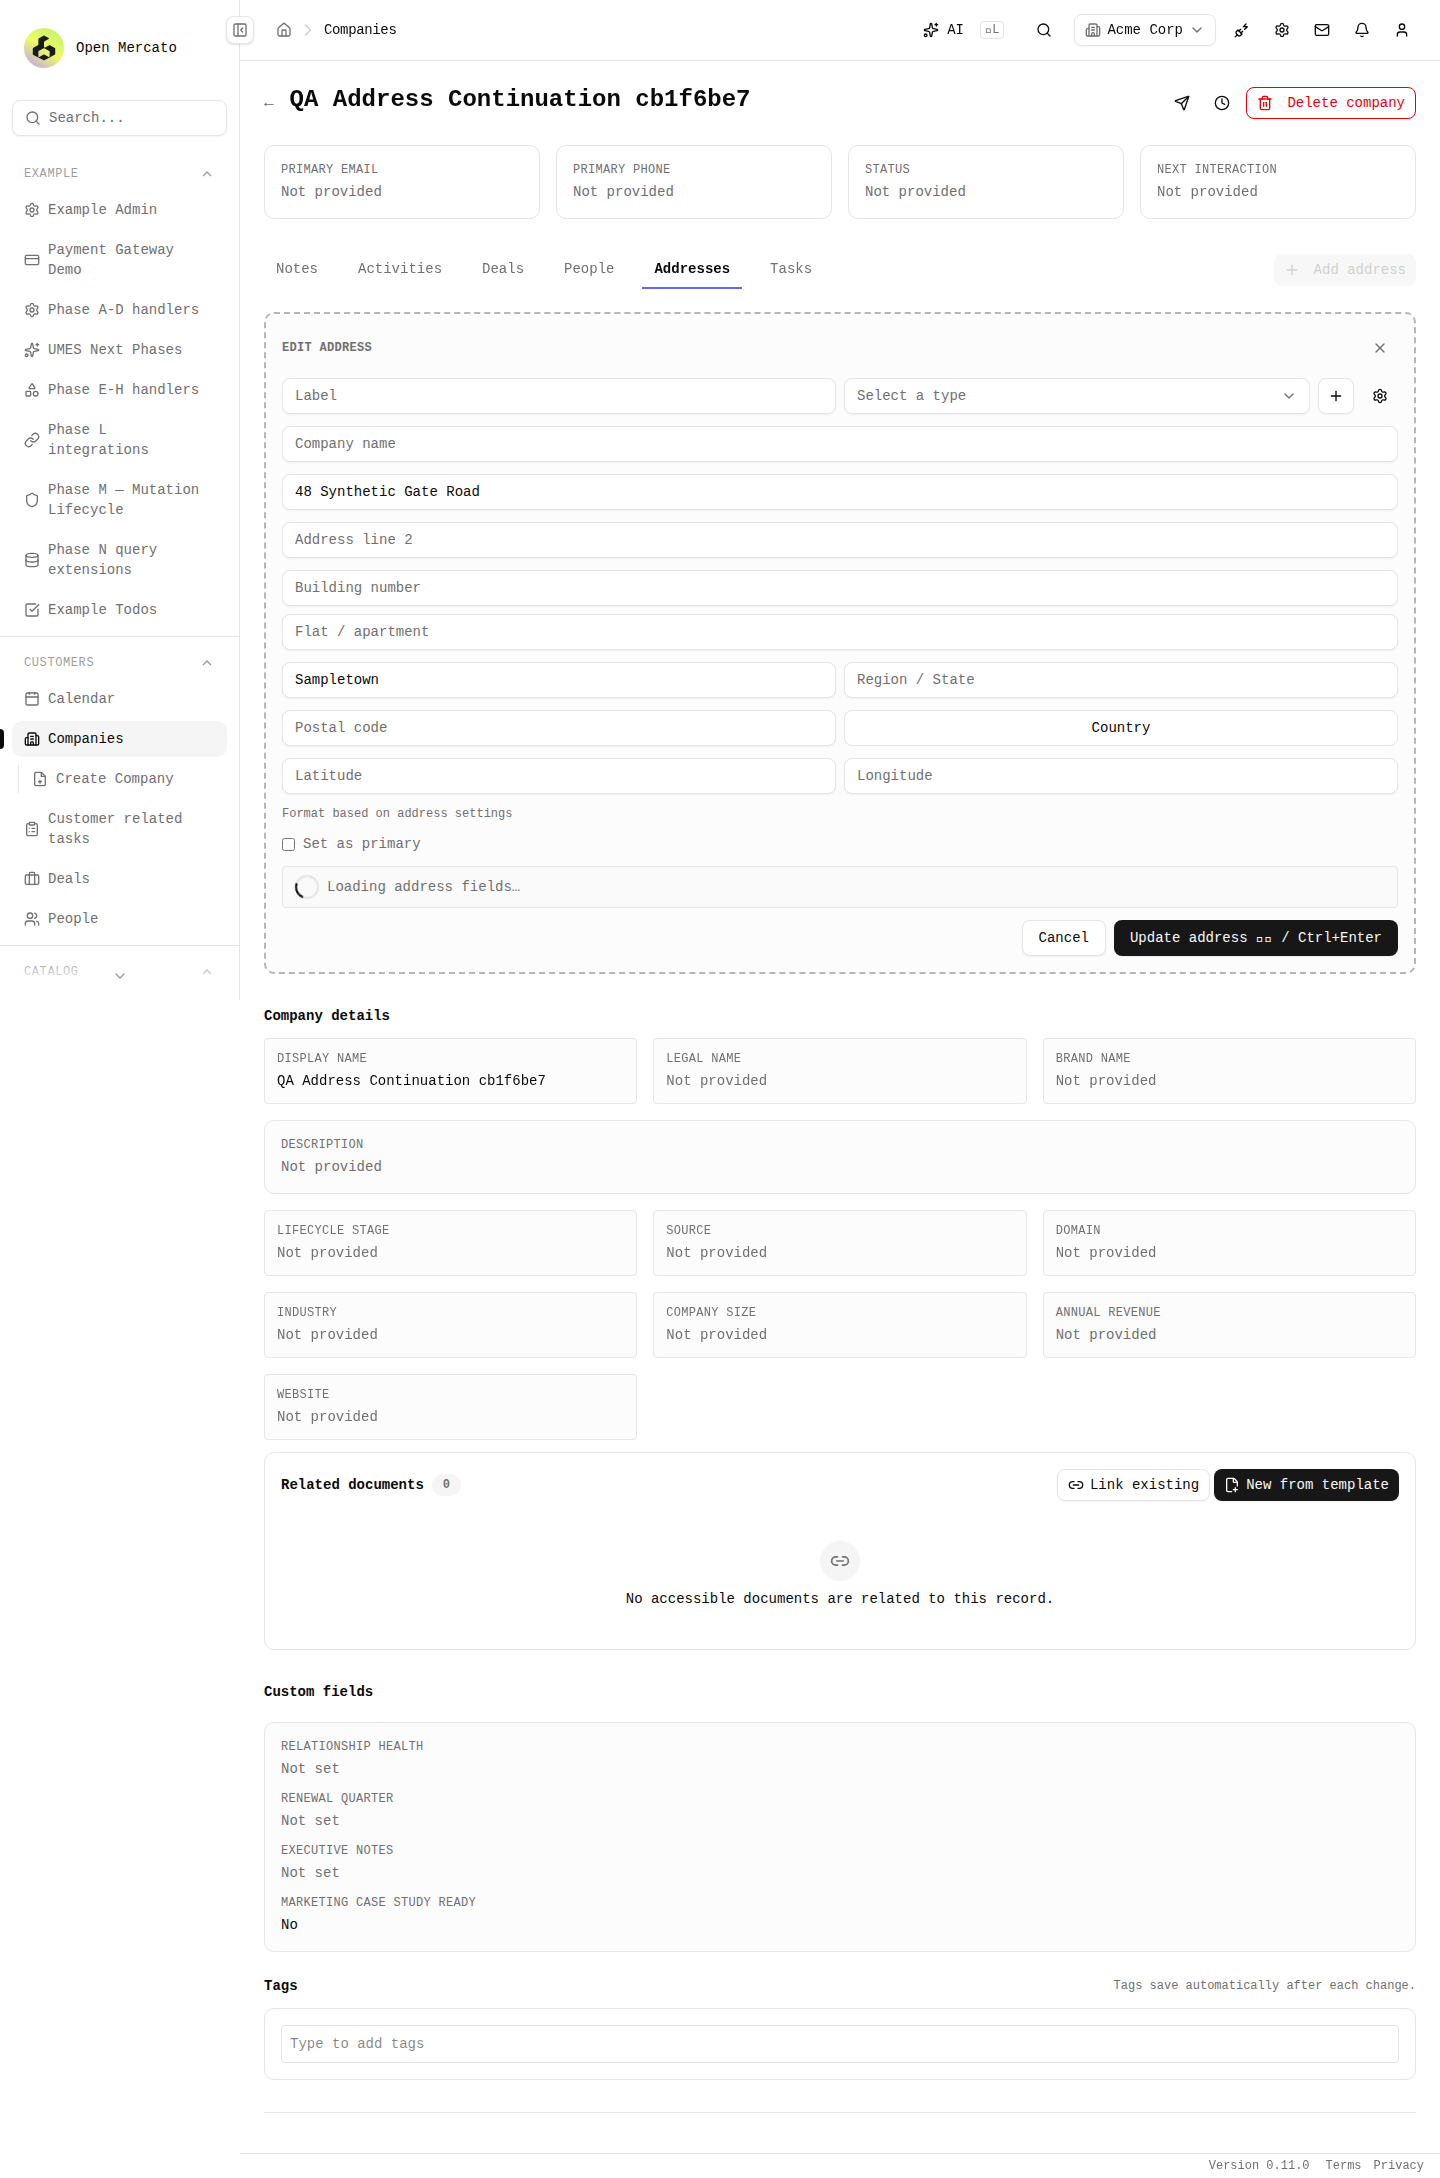 Open Mercato
Search...
EXAMPLE
Example Admin
Payment Gateway
Demo
Phase A-D handlers
UMES Next Phases
Phase E-H handlers
Phase L
integrations
Phase M — Mutation
Lifecycle
Phase N query
extensions
Example Todos
CUSTOMERS
Calendar
Companies
Create Company
Customer related
tasks
Deals
People
CATALOG
Companies
AI
L
Acme Corp
← QA Address Continuation cb1f6be7
Delete company
PRIMARY EMAIL
Not provided
PRIMARY PHONE
Not provided
STATUS
Not provided
NEXT INTERACTION
Not provided
Notes
Activities
Deals
People
Addresses
Tasks
Add address
EDIT ADDRESS
Label
Select a type
Company name
48 Synthetic Gate Road
Address line 2
Building number
Flat / apartment
Sampletown
Region / State
Postal code
Country
Latitude
Longitude
Format based on address settings
Set as primary
Loading address fields…
Cancel
Update address ▫▫ / Ctrl+Enter
Company details
DISPLAY NAME
QA Address Continuation cb1f6be7
LEGAL NAME
Not provided
BRAND NAME
Not provided
DESCRIPTION
Not provided
LIFECYCLE STAGE
Not provided
SOURCE
Not provided
DOMAIN
Not provided
INDUSTRY
Not provided
COMPANY SIZE
Not provided
ANNUAL REVENUE
Not provided
WEBSITE
Not provided
Related documents 0
Link existing
New from template
No accessible documents are related to this record.
Custom fields
RELATIONSHIP HEALTH
Not set
RENEWAL QUARTER
Not set
EXECUTIVE NOTES
Not set
MARKETING CASE STUDY READY
No
Tags
Tags save automatically after each change.
Type to add tags
Version 0.11.0
Terms
Privacy